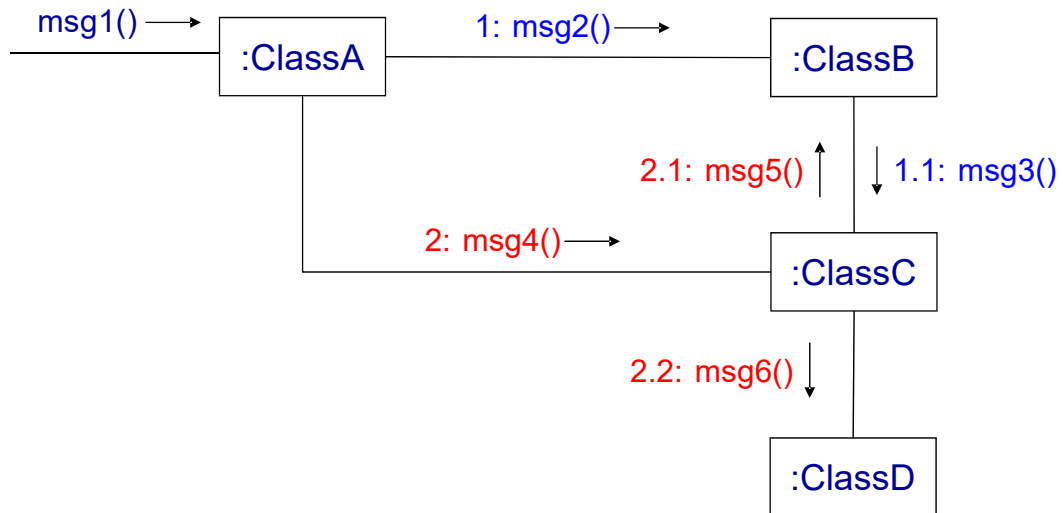 msg1()
1: msg2()
:ClassA
:ClassB
2.1: msg5()
1.1: msg3()
2: msg4()
:ClassC
2.2: msg6()
:ClassD